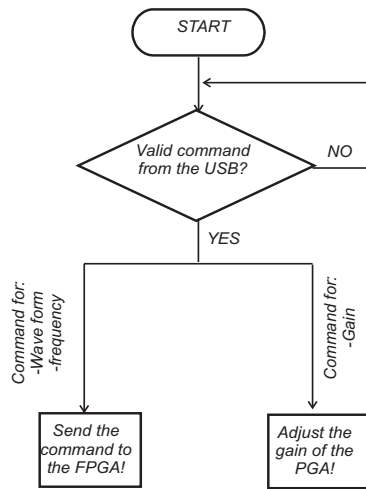 START
Valid command
from the USB?
NO
YES
Command for:
-Wave form
-frequency
Command for:
-Gain
Send the
command to
the FPGA!
Adjust the
gain of the
PGA!